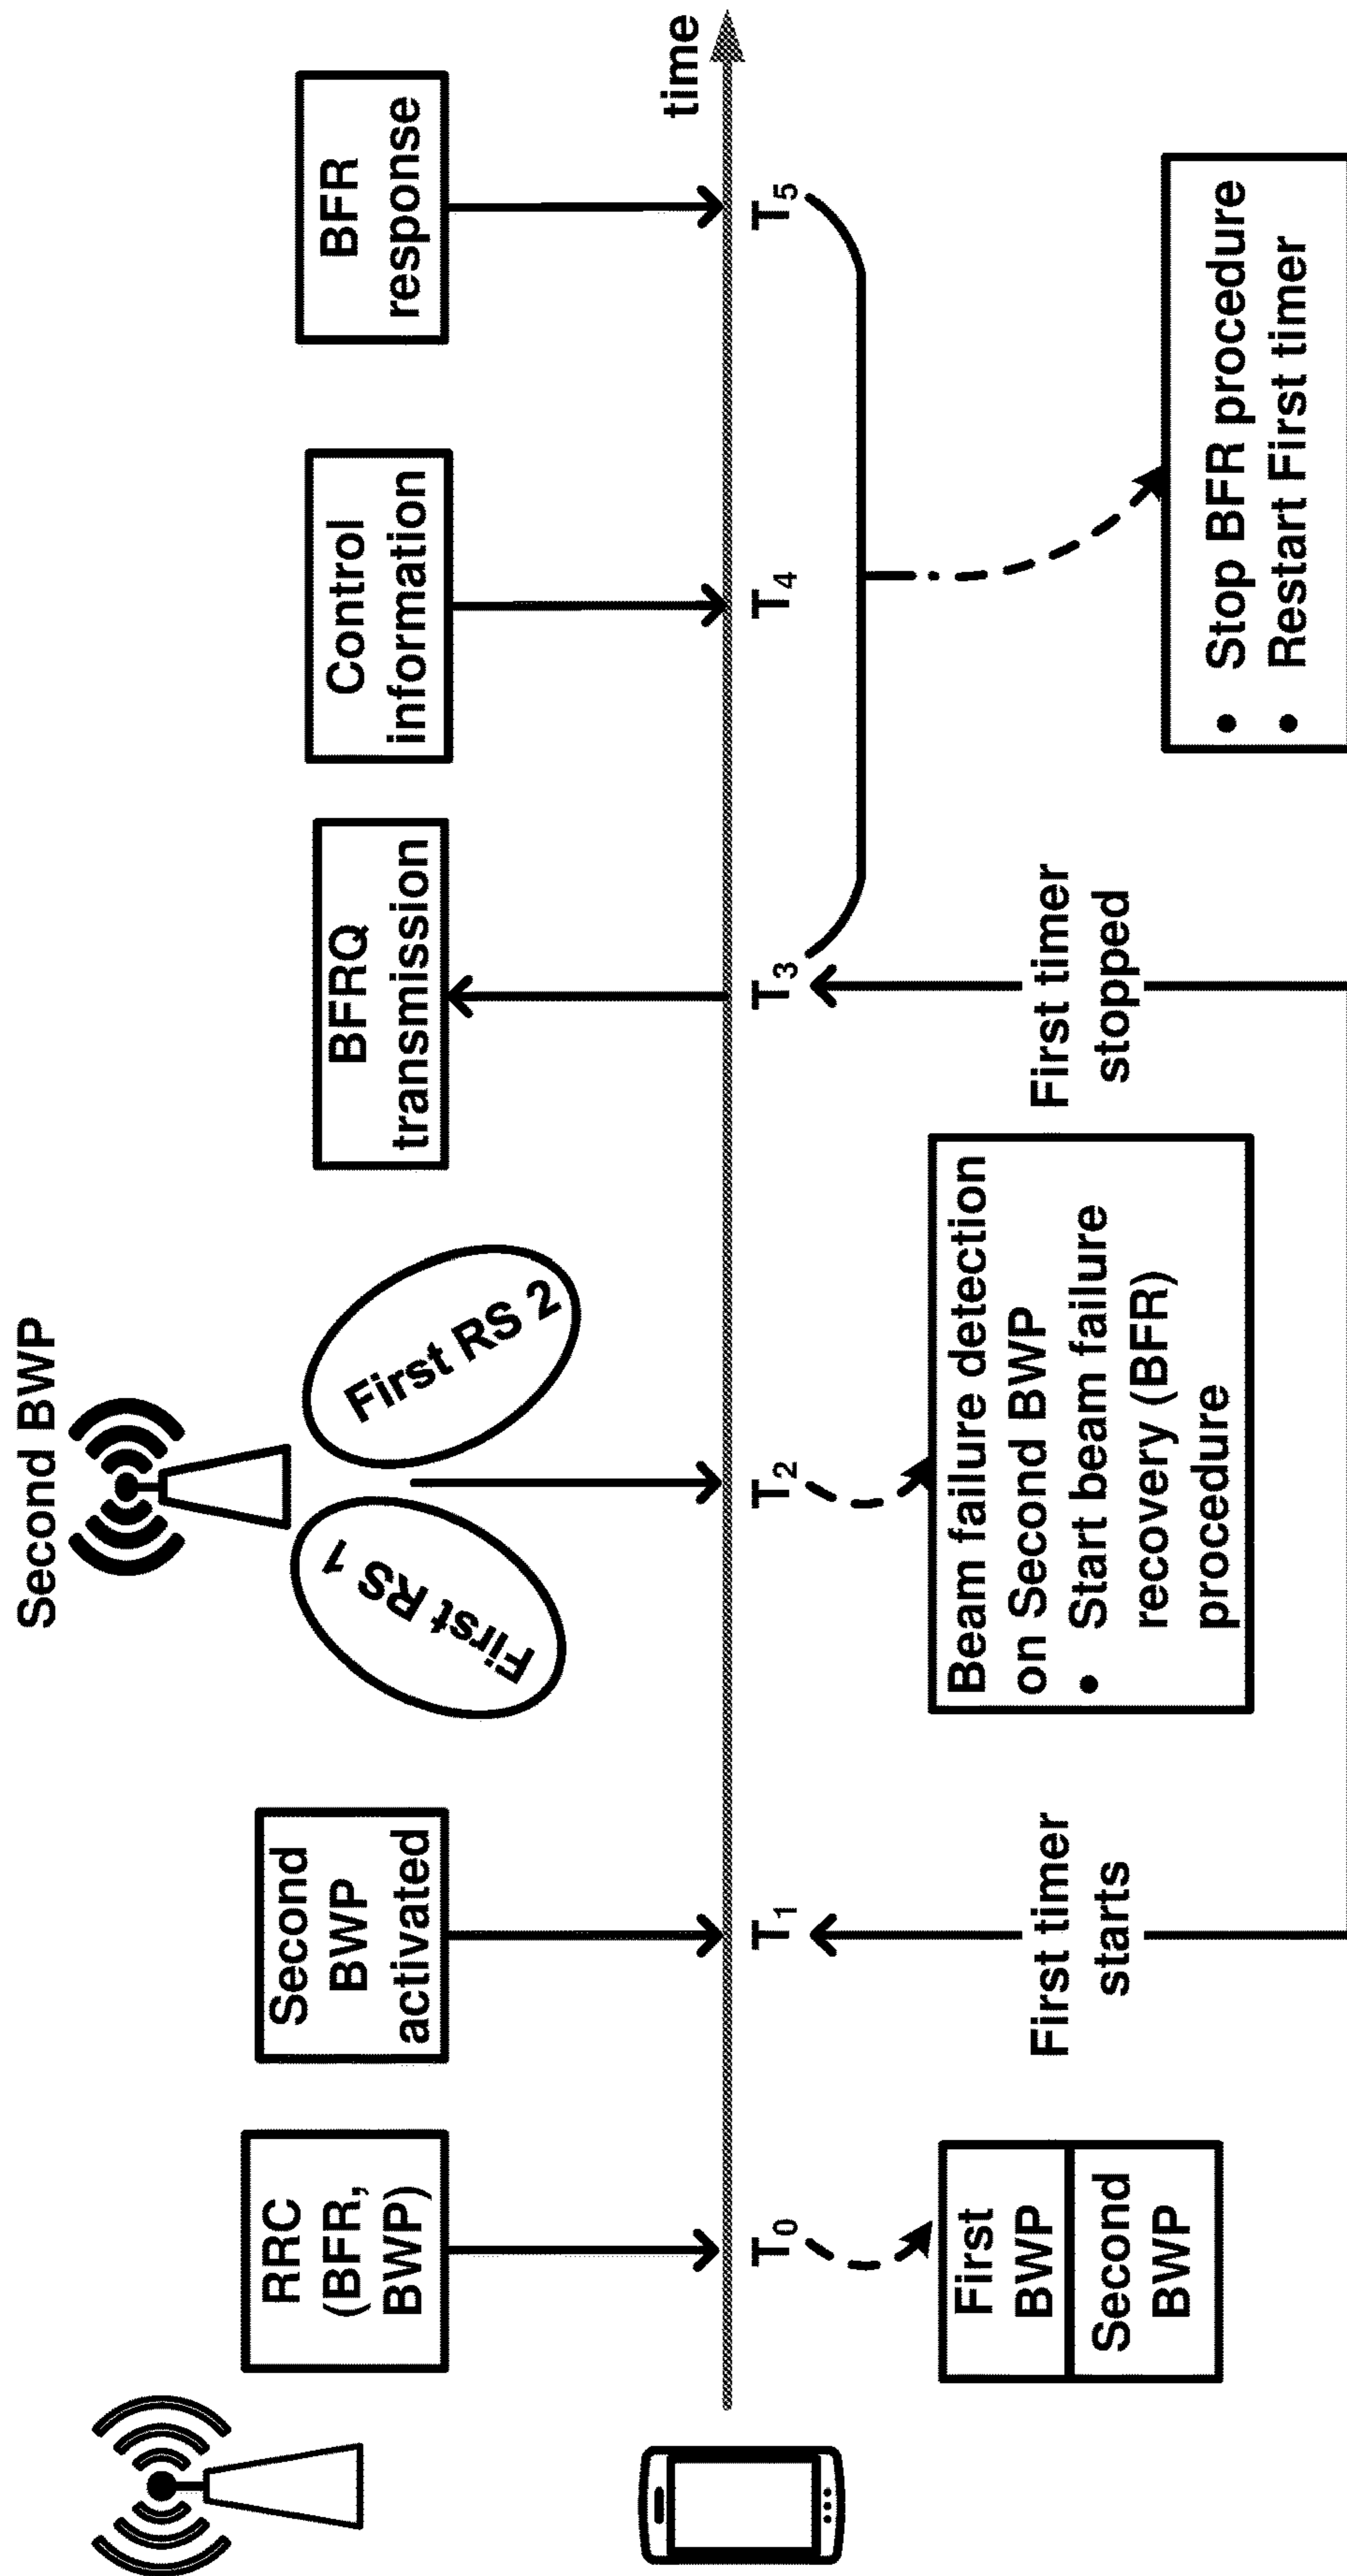 Second BWP
RRC
(BFR,
BWP)
Second
BWP
activated
First RS 1
First RS 2
BFRQ
transmission
Control
information
BFR
response
time
T0
T1
T2
T3
T4
T5
First
BWP
Second
BWP
First timer
starts
Beam failure detection
on Second BWP
• Start beam failure
recovery (BFR)
procedure
First timer
stopped
• Stop BFR procedure
• Restart First timer